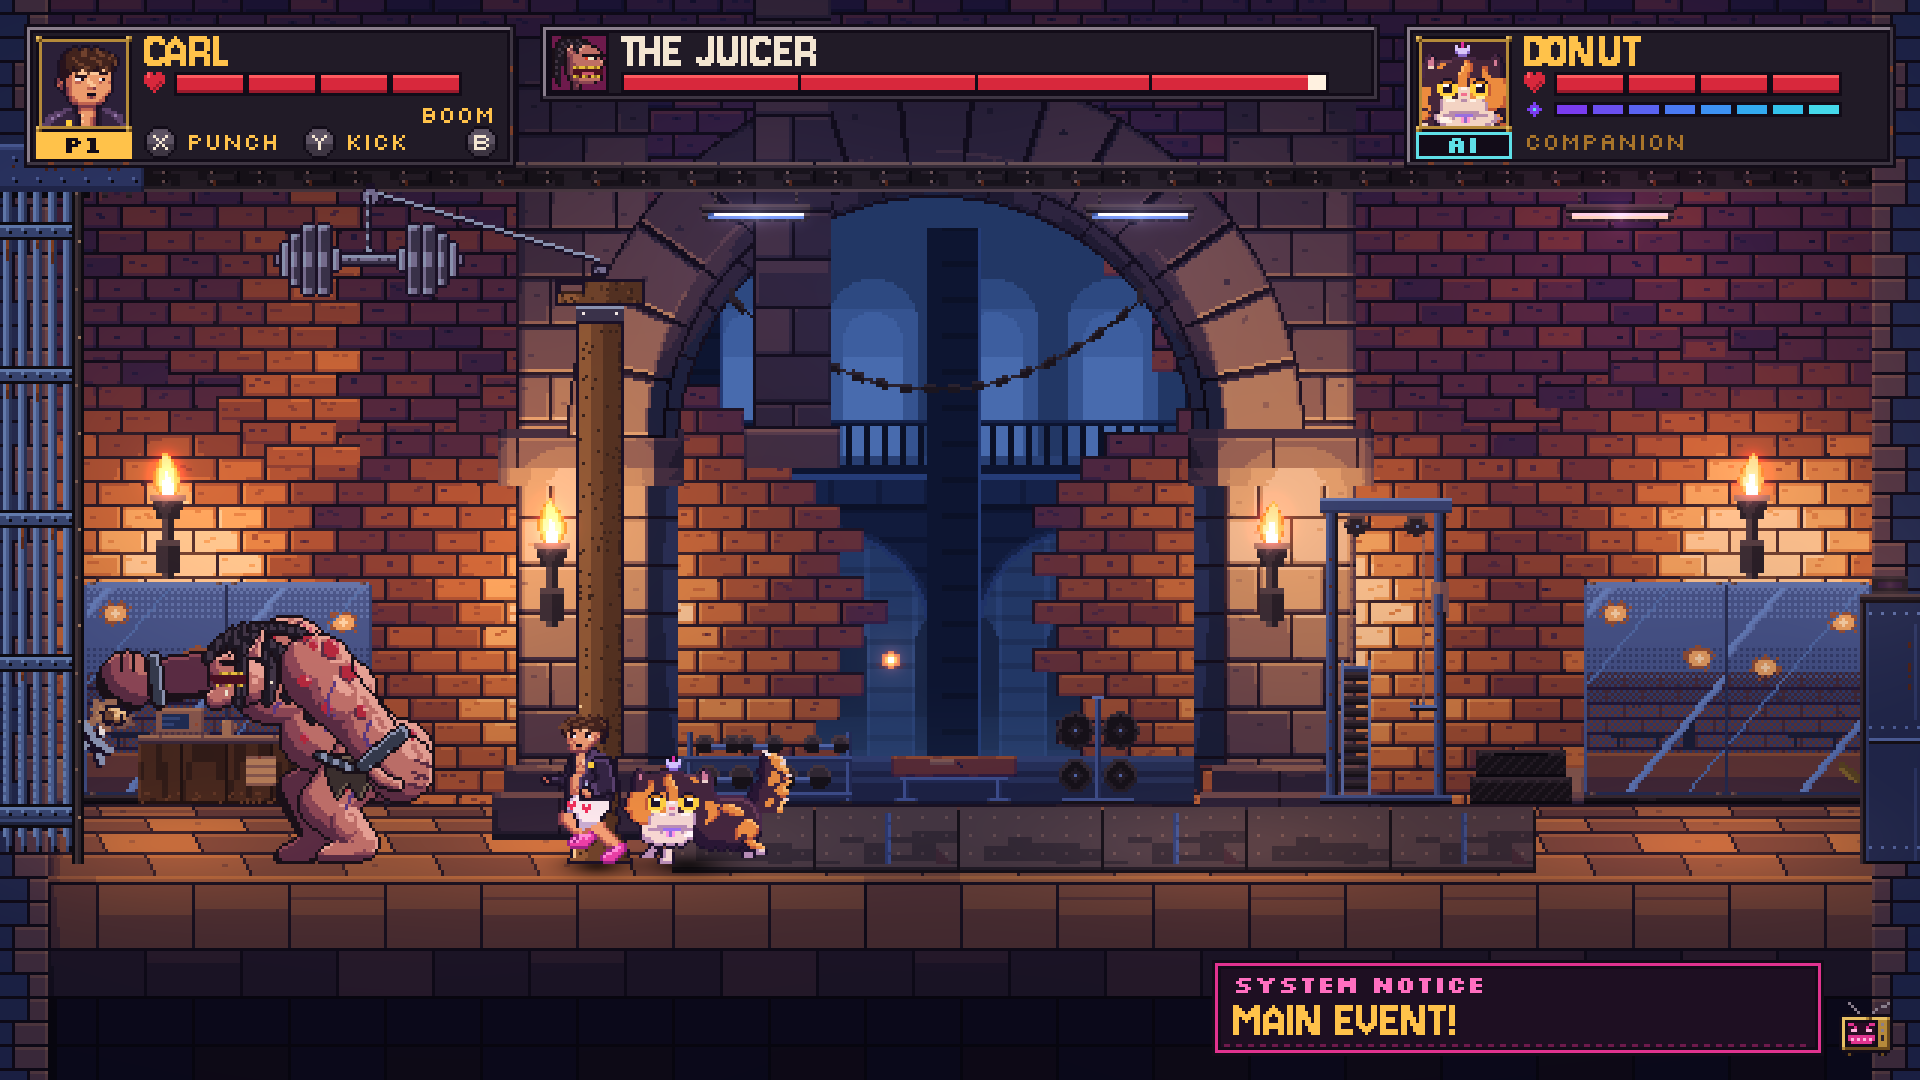 CARL
BOOM
P1
X PUNCH Y KICK B
THE JUICER
DONUT
AI
COMPANION
SYSTEM NOTICE
MAIN EVENT!